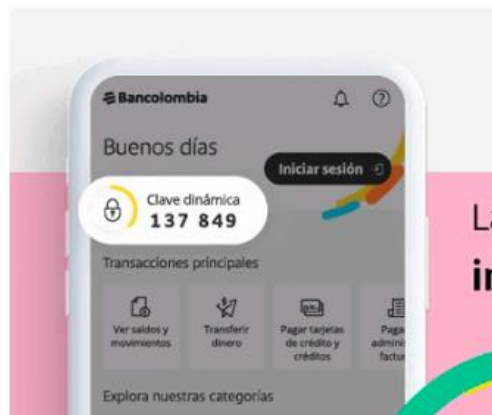 Bancolombia
Buenos días
Iniciar sesión
Clave dinámica
137 849
Transacciones principales
Ver saldos y
movimientos
Transferir
dinero
Pagar tarjetas
de crédito y
créditos
Explora nuestras categorías